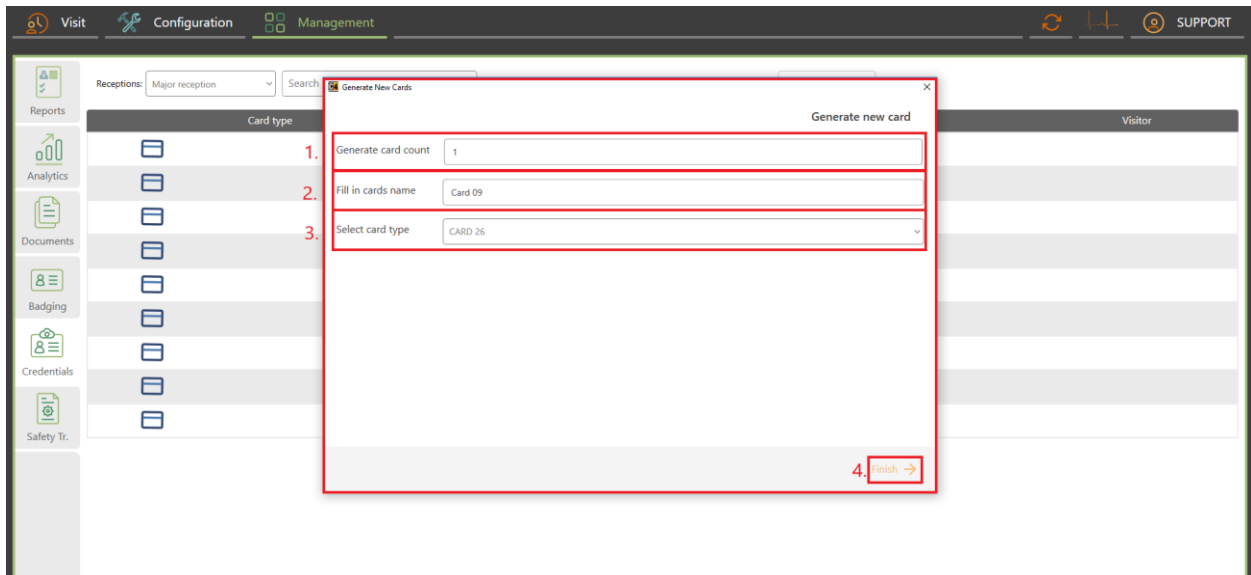 Visit Configuration Management SUPPORT
Reports
Receptions: Major reception Search
Generate New Cards
Generate new card
Card type Visitor
1. Generate card count 1
Analytics
2. Fill in cards name Card 09
3. Select card type CARD 26
Documents
Badging
Credentials
Safety Tr.
4. Finish